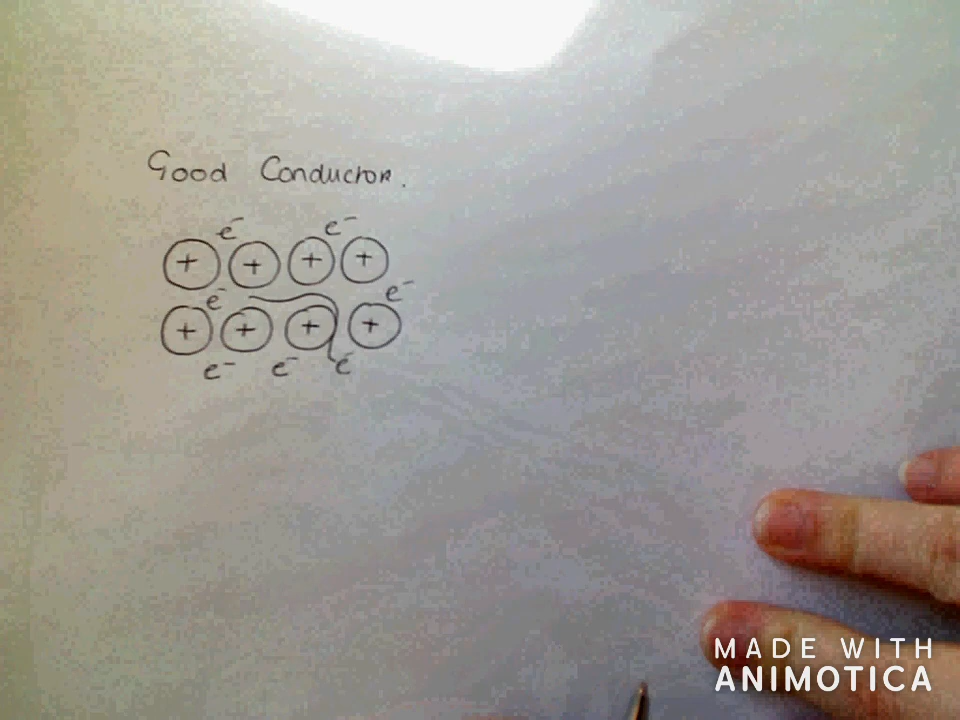 Good Conductor.
e⁻ e⁻
+ + + +
e⁻ e⁻
+ + + +
e⁻ e⁻ e⁻
MADE WITH
ANIMOTICA